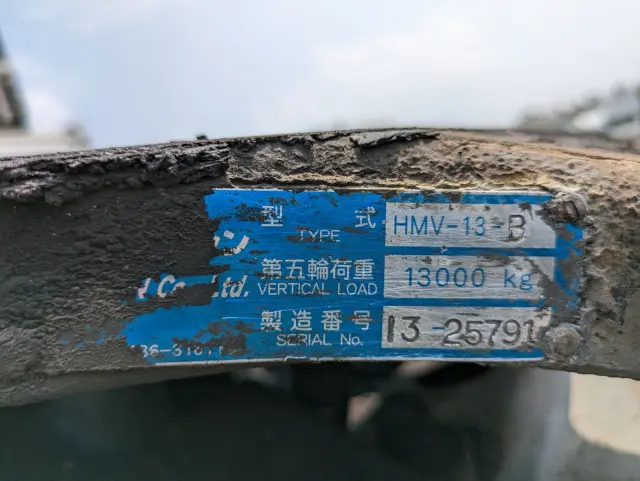 型式 HMV-13-B
TYPE
ン
第五輪荷重 13000 kg
Ltd. VERTICAL LOAD
製造番号 13-25791
SERIAL No.